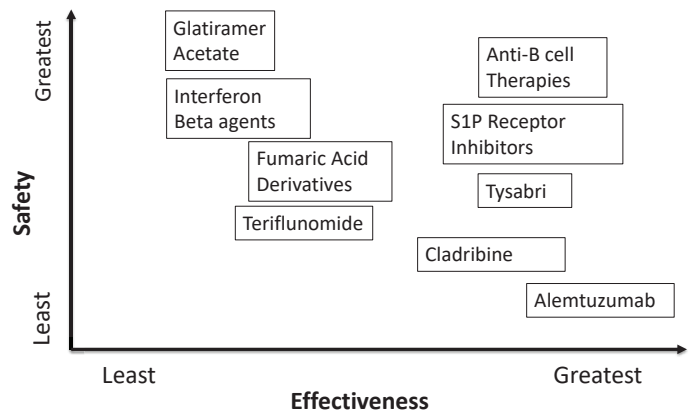 Greatest
Safety
Least
Glatiramer
Acetate
Interferon
Beta agents
Fumaric Acid
Derivatives
Teriflunomide
Anti-B cell
Therapies
S1P Receptor
Inhibitors
Tysabri
Cladribine
Alemtuzumab
Least
Greatest
Effectiveness